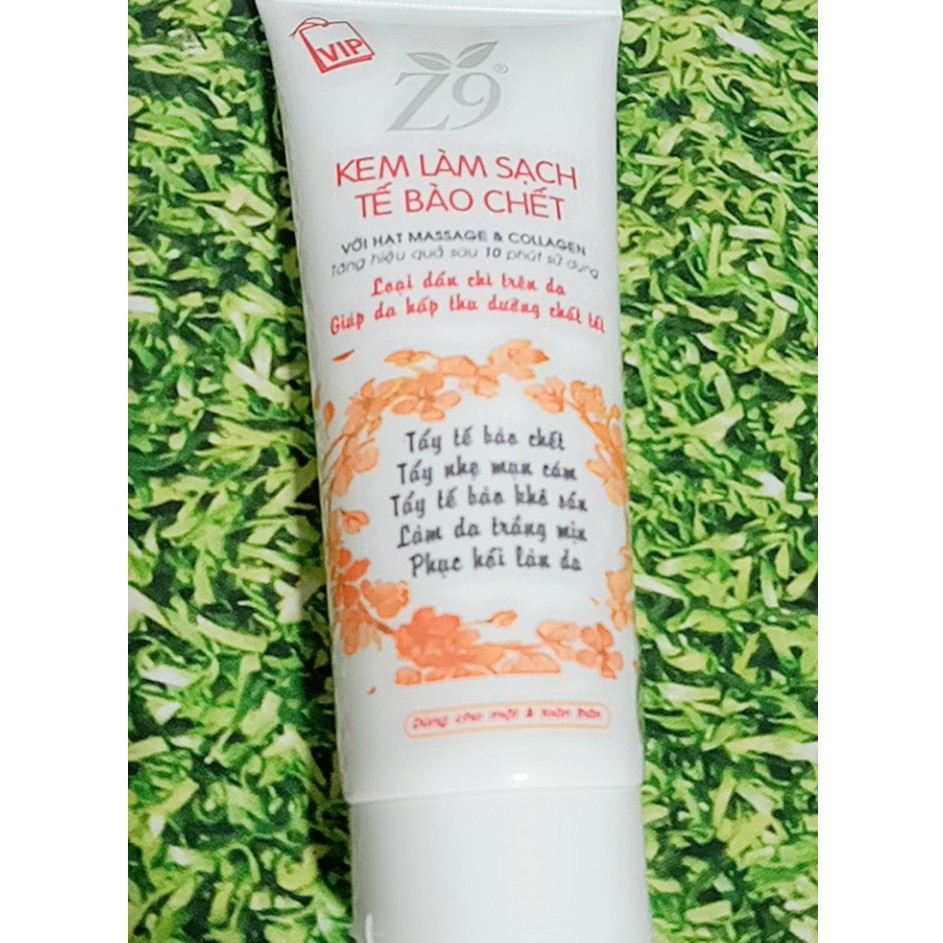 VIP
Z9®
KEM LÀM SẠCH
TẾ BÀO CHẾT
VỚI HẠT MASSAGE & COLLAGEN
Tăng hiệu quả sau 10 phút sử dụng
Loại dần chì trên da
Giúp da hấp thu dưỡng chất tốt
Tẩy tế bào chết
Tẩy nhẹ mụn cám
Tẩy tế bào khô sần
Làm da trắng mịn
Phục hồi làn da
Dùng cho mặt & toàn thân